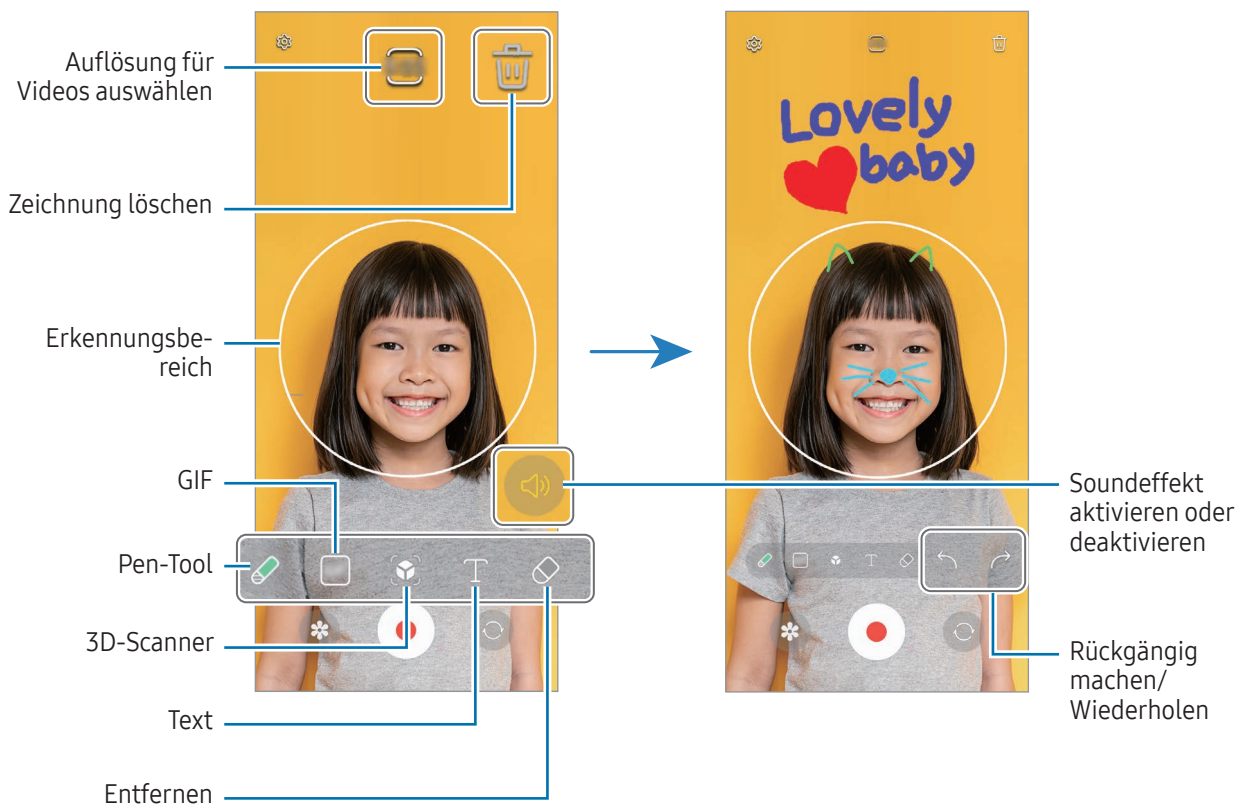 Auflösung für
Videos auswählen
Zeichnung löschen
Lovely
baby
Erkennungsbe-
reich
GIF
Soundeffekt
aktivieren oder
deaktivieren
Pen-Tool
T
T
3D-Scanner
Rückgängig
machen/
Wiederholen
Text
Entfernen